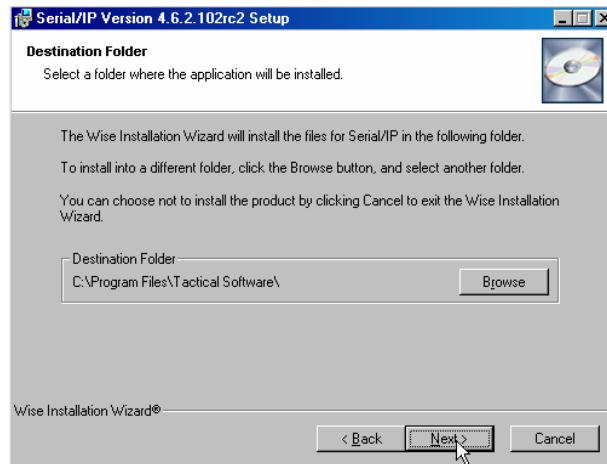 Serial/IP Version 4.6.2.102rc2 Setup
Destination Folder
Select a folder where the application will be installed.
The Wise Installation Wizard will install the files for Serial/IP in the following folder.
To install into a different folder, click the Browse button, and select another folder.
You can choose not to install the product by clicking Cancel to exit the Wise Installation
Wizard.
Destination Folder
C:\Program Files\Tactical Software\
Browse
Wise Installation Wizard®
< Back
Next >
Cancel